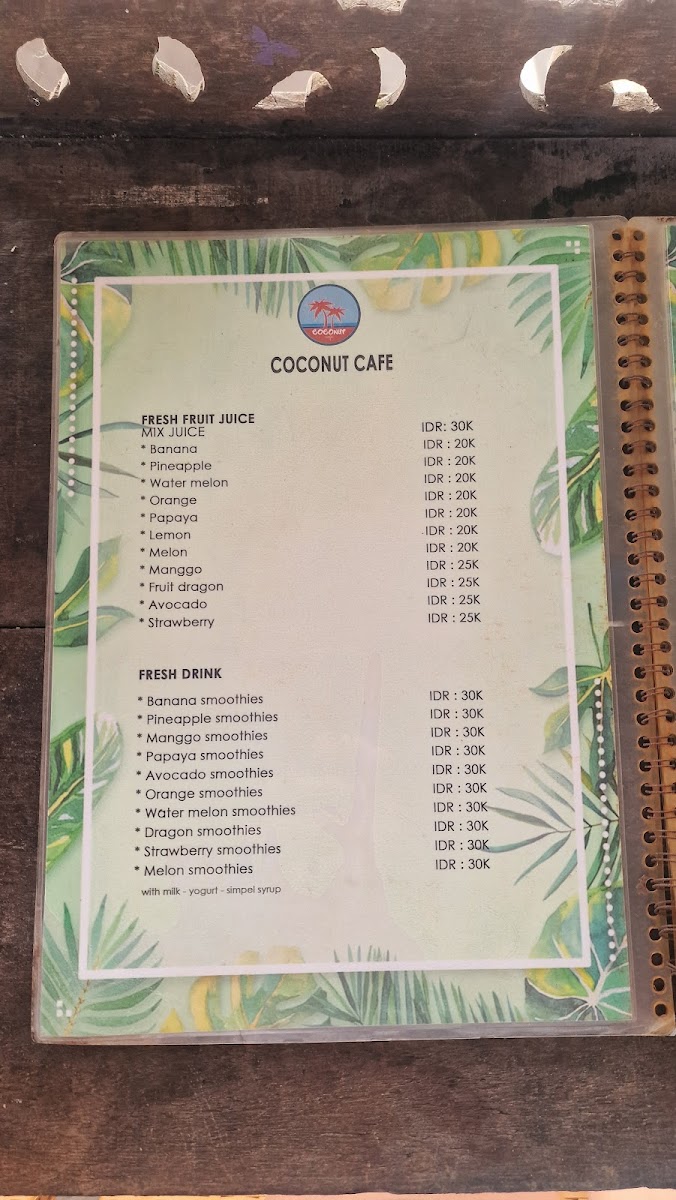 COCONUT
COCONUT CAFE
FRESH FRUIT JUICE
MIX JUICE IDR: 30K
* Banana IDR : 20K
* Pineapple IDR : 20K
* Water melon IDR : 20K
* Orange IDR : 20K
* Papaya IDR : 20K
* Lemon IDR : 20K
* Melon IDR : 20K
* Manggo IDR : 25K
* Fruit dragon IDR : 25K
* Avocado IDR : 25K
* Strawberry IDR : 25K
FRESH DRINK
* Banana smoothies IDR : 30K
* Pineapple smoothies IDR : 30K
* Manggo smoothies IDR : 30K
* Papaya smoothies IDR : 30K
* Avocado smoothies IDR : 30K
* Orange smoothies IDR : 30K
* Water melon smoothies IDR : 30K
* Dragon smoothies IDR : 30K
* Strawberry smoothies IDR : 30K
* Melon smoothies IDR : 30K
with milk - yogurt - simpel syrup